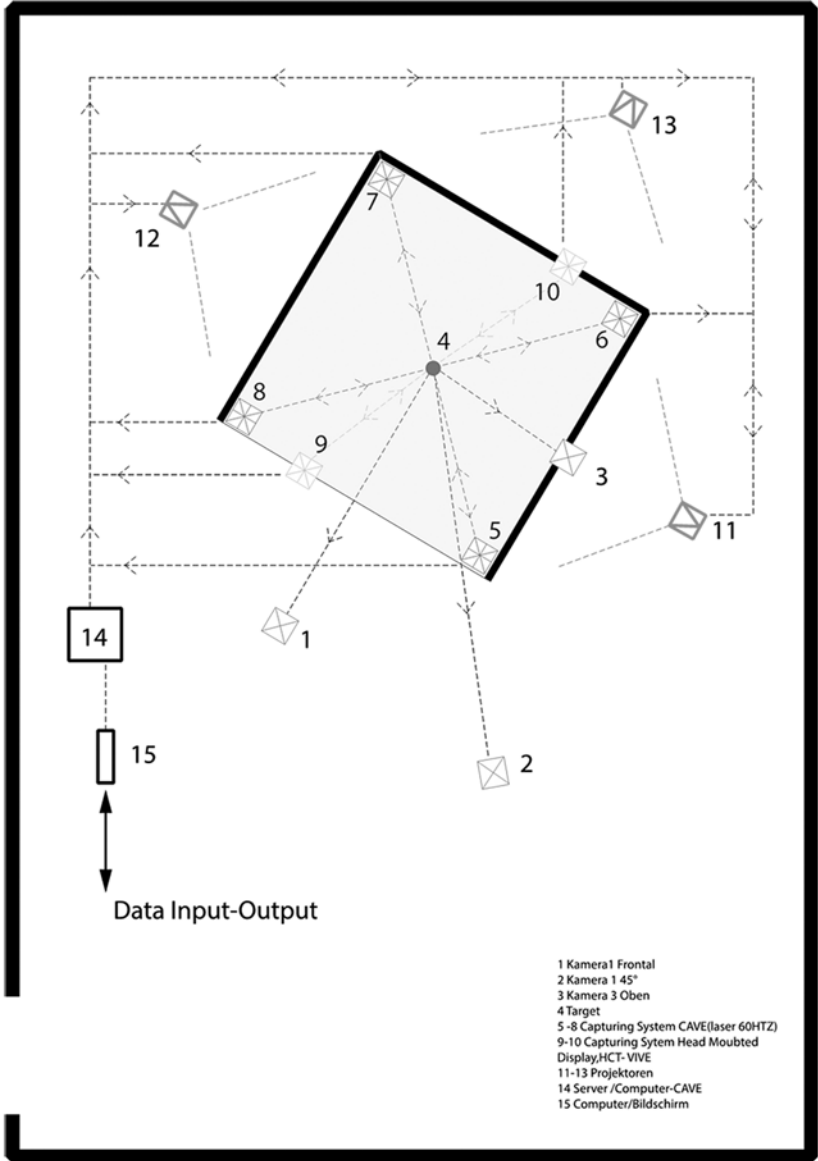 13
7
12
10
6
4
8
9
3
5
11
14
1
15
2
Data Input-Output
1 Kamera1 Frontal
2 Kamera 1 45°
3 Kamera 3 Oben
4 Target
5 -8 Capturing System CAVE(laser 60HTZ)
9-10 Capturing Sytem Head Moubted
Display,HCT- VIVE
11-13 Projektoren
14 Server /Computer-CAVE
15 Computer/Bildschirm